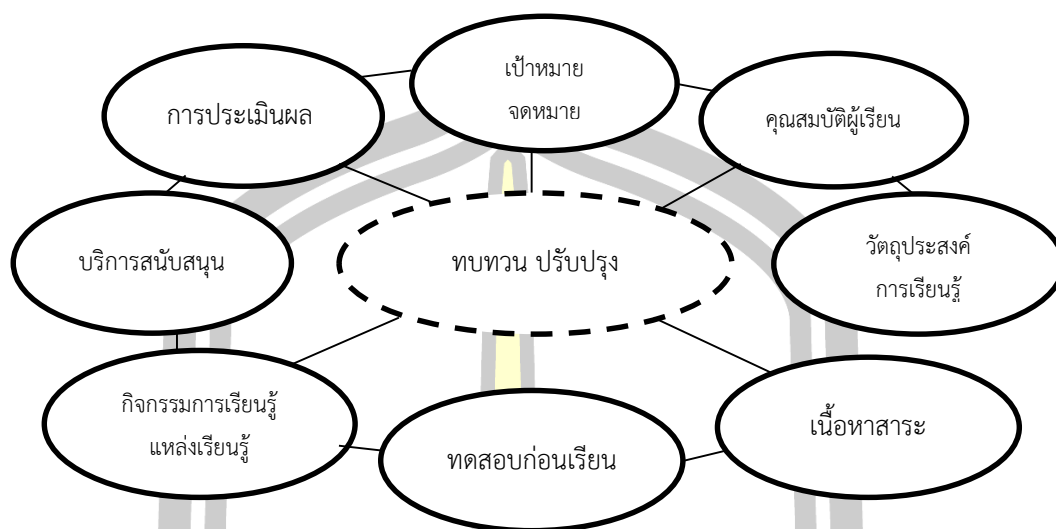 เป้าหมาย
จดหมาย
การประเมินผล
คุณสมบัติผู้เรียน
บริการสนับสนุน
ทบทวน ปรับปรุง
วัตถุประสงค์
การเรียนรู้
กิจกรรมการเรียนรู้
แหล่งเรียนรู้
ทดสอบก่อนเรียน
เนื้อหาสาระ